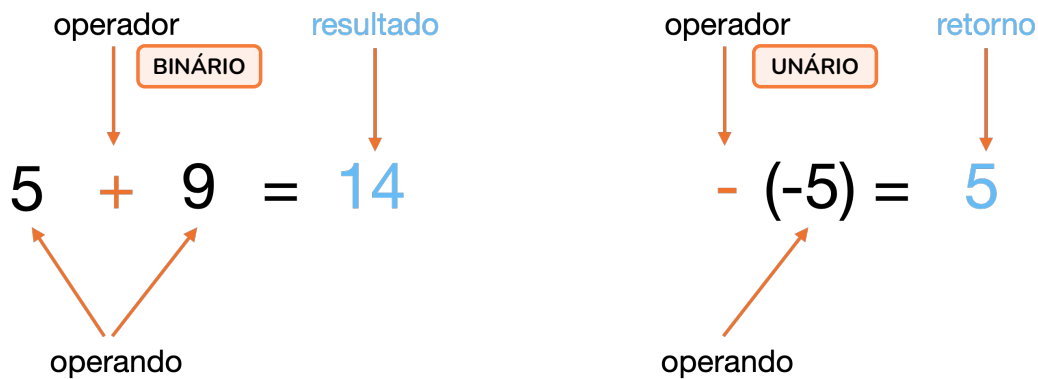 operador
BINÁRIO
resultado
5 + 9 = 14
operando
operador
UNÁRIO
retorno
- (-5) = 5
operando